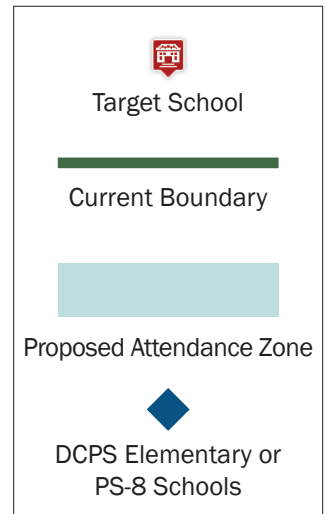 Target School
Current Boundary
Proposed Attendance Zone
DCPS Elementary or
PS-8 Schools